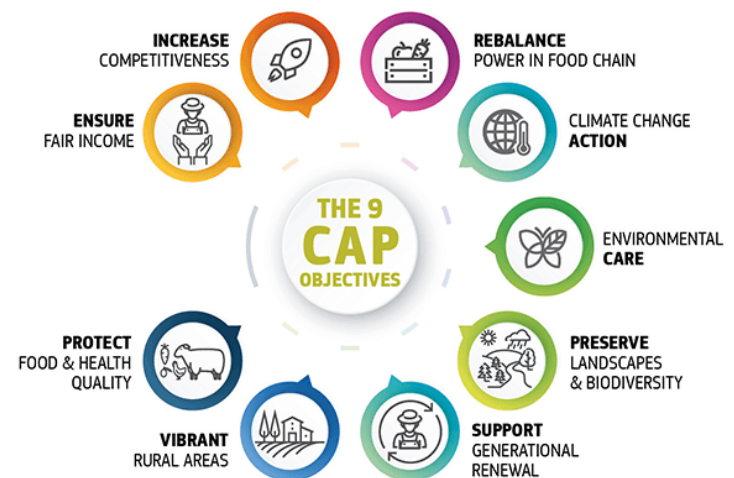 THE 9
CAP
OBJECTIVES
ENSURE
FAIR INCOME
INCREASE
COMPETITIVENESS
REBALANCE
POWER IN FOOD CHAIN
CLIMATE CHANGE
ACTION
ENVIRONMENTAL
CARE
PRESERVE
LANDSCAPES
& BIODIVERSITY
SUPPORT
GENERATIONAL
RENEWAL
VIBRANT
RURAL AREAS
PROTECT
FOOD & HEALTH
QUALITY